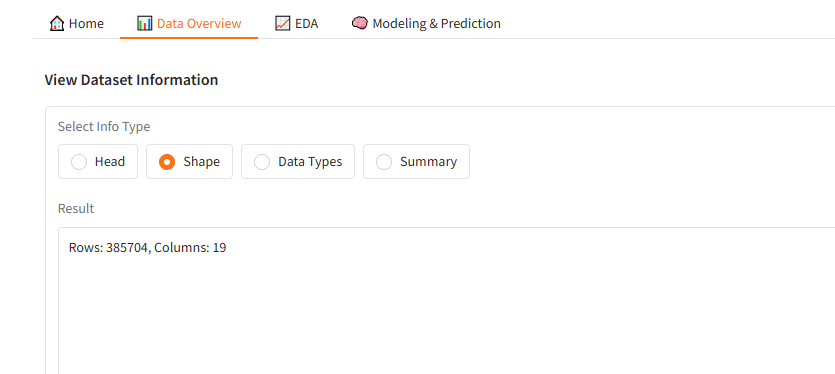 Home Data Overview EDA Modeling & Prediction
View Dataset Information
Select Info Type
Head Shape Data Types Summary
Result
Rows: 385704, Columns: 19